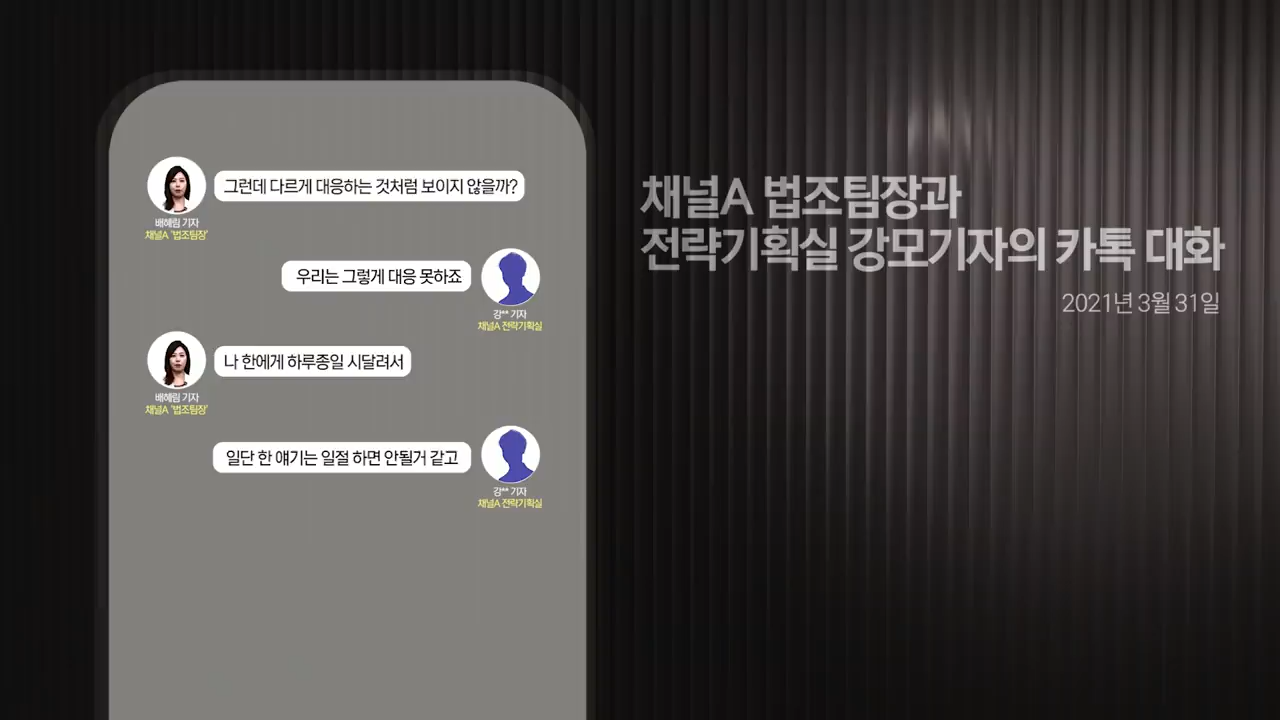 그런데 다르게 대응하는 것처럼 보이지 않을까?
배혜림 기자
채널A '법조팀장'
우리는 그렇게 대응 못하죠
강** 기자
채널A 전략기획실
나 한에게 하루종일 시달려서
배혜림 기자
채널A '법조팀장'
일단 한 얘기는 일절 하면 안될거 같고
강** 기자
채널A 전략기획실
채널A 법조팀장과
전략기획실 강모기자의 카톡 대화
2021년 3월 31일